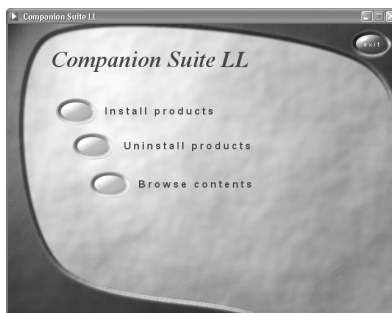 Companion Suite LL
exit
Companion Suite LL
Install products
Uninstall products
Browse contents